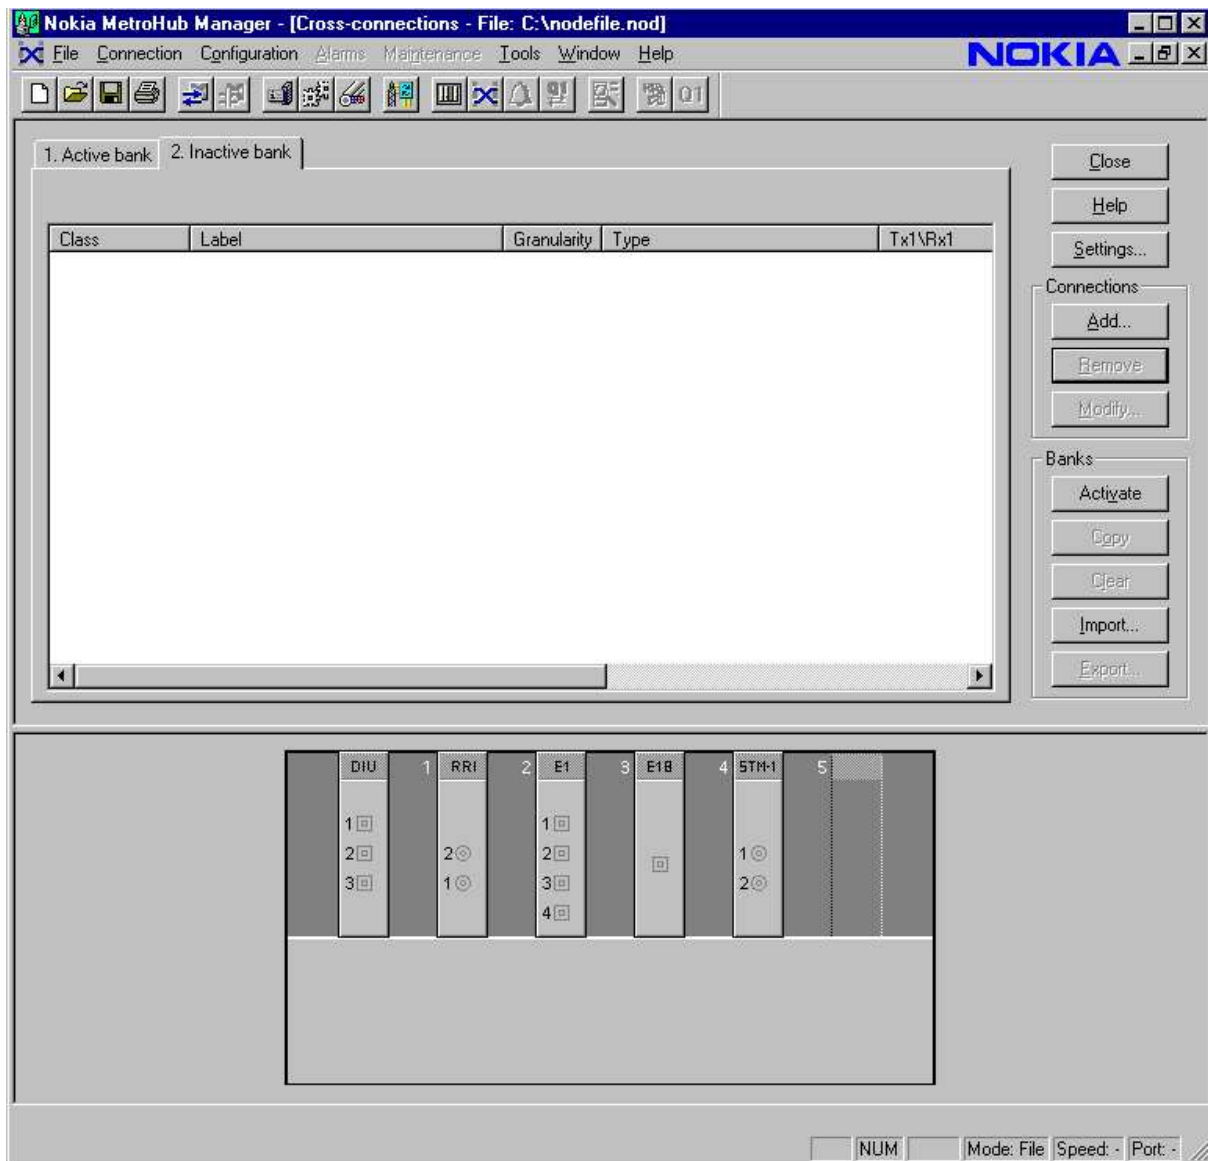 Nokia MetroHub Manager - [Cross-connections - File: C:\nodefile.nod]
File Connection Configuration Alarms Maintenance Tools Window Help NOKIA
Q1
1. Active bank 2. Inactive bank
Close
Help
Class Label Granularity Type Tx1\Rx1
Settings...
Connections
Add...
Remove
Modify...
Banks
Activate
Copy
Clear
Import...
Export...
DIU 1 RRI 2 E1 3 E1B 4 STM-1 5
1 1
2 2 2 1
3 1 3 2
4
NUM Mode: File Speed: - Port: -